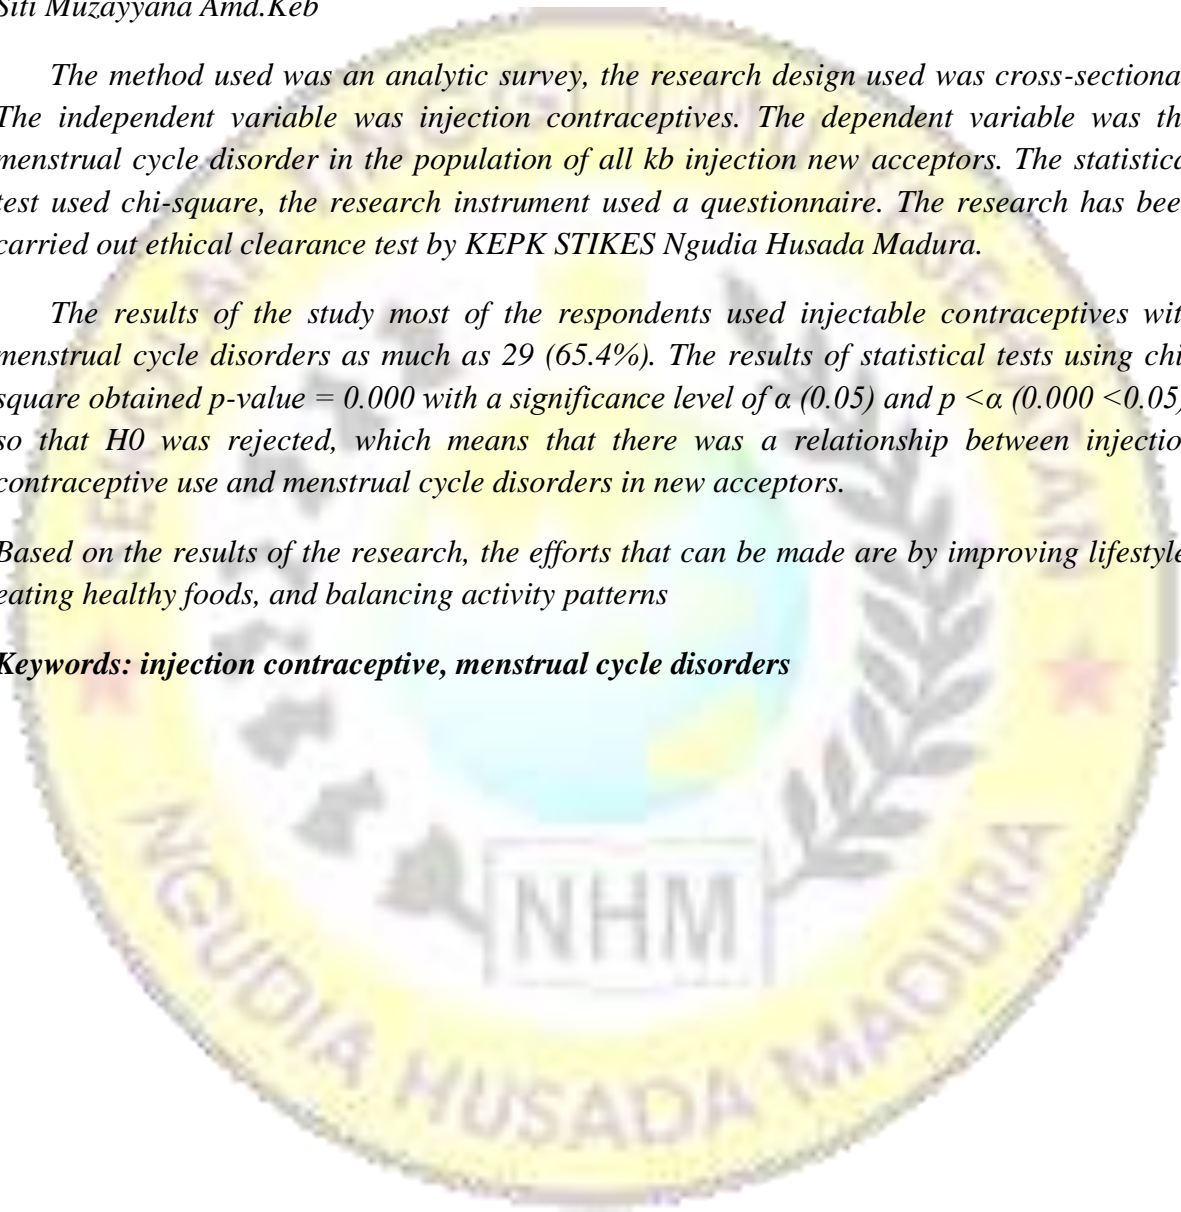 Siti Muzayyana Amd.Keb
The method used was an analytic survey, the research design used was cross-sectiona
The independent variable was injection contraceptives. The dependent variable was th
menstrual cycle disorder in the population of all kb injection new acceptors. The statistica
test used chi-square, the research instrument used a questionnaire. The research has bee
carried out ethical clearance test by KEPK STIKES Ngudia Husada Madura.
The results of the study most of the respondents used injectable contraceptives wit
menstrual cycle disorders as much as 29 (65.4%). The results of statistical tests using chi
square obtained p-value = 0.000 with a significance level of α (0.05) and p <α (0.000 <0.05)
so that H0 was rejected, which means that there was a relationship between injectio
contraceptive use and menstrual cycle disorders in new acceptors.
Based on the results of the research, the efforts that can be made are by improving lifestyle
eating healthy foods, and balancing activity patterns
Keywords: injection contraceptive, menstrual cycle disorders
NHM
NGUDIA HUSADA MADURA